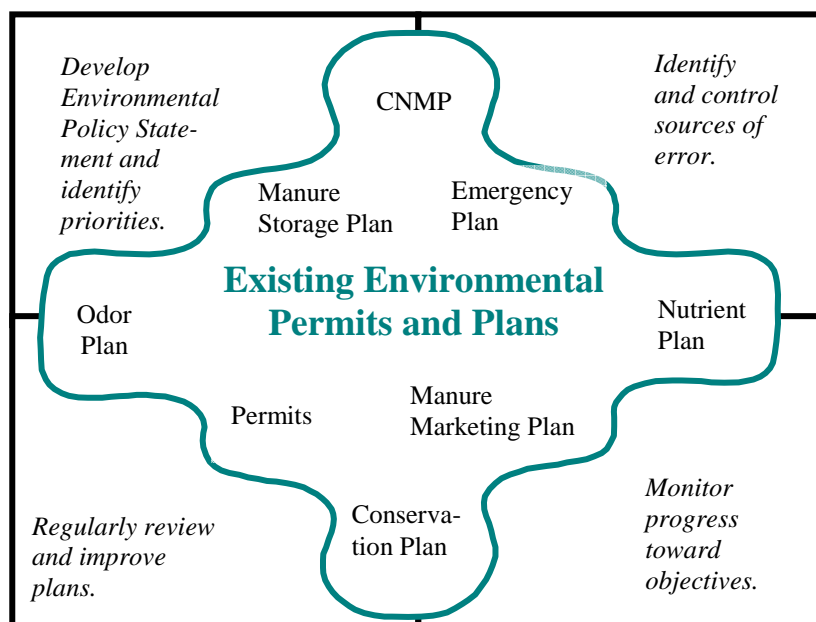 Develop
Environmental
Policy State-
ment and
identify
priorities.
Identify
and control
sources of
error.
CNMP
Manure
Storage Plan
Emergency
Plan
Existing Environmental
Permits and Plans
Odor
Plan
Nutrient
Plan
Permits
Manure
Marketing Plan
Conserva-
tion Plan
Regularly review
and improve
plans.
Monitor
progress
toward
objectives.